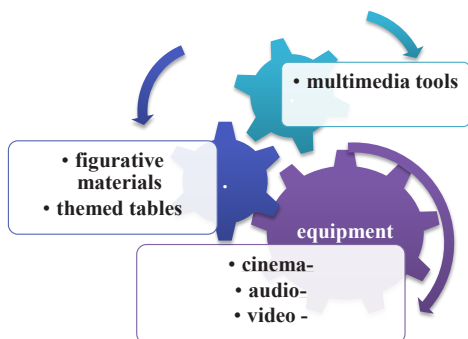 • multimedia tools
• figurative
materials
• themed tables
equipment
• cinema-
• audio-
• video -